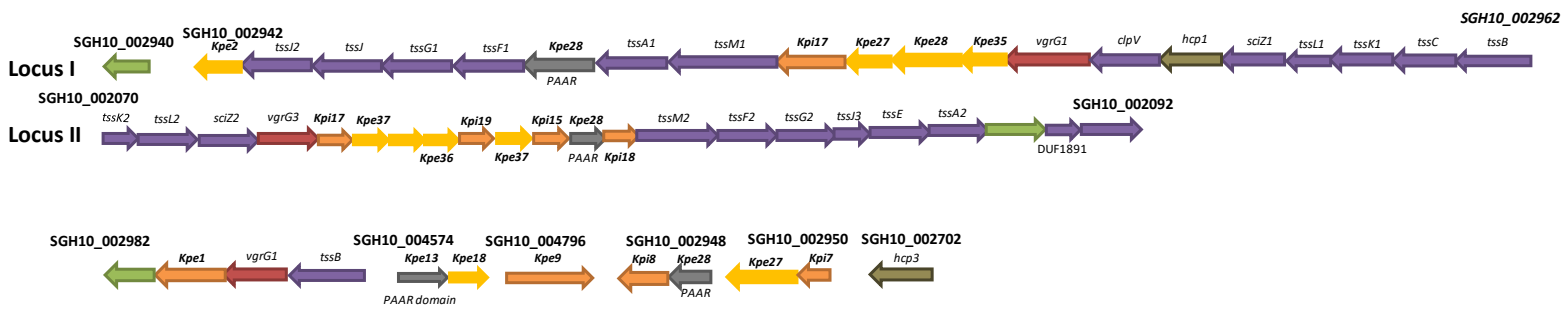 SGH10_002940 SGH10_002942 SGH10_002962
Kpe2 tssJ2 tssJ tssG1 tssF1 Kpe28 tssA1 tssM1 Kpi17 Kpe27 Kpe28 Kpe35 vgrG1 clpV hcp1 sciZ1 tssL1 tssK1 tssC tssB
Locus I
PAAR
SGH10_002070 SGH10_002092
tssK2 tssL2 sciZ2 vgrG3 Kpi17 Kpe37 Kpi19 Kpi15 Kpe28 tssM2 tssF2 tssG2 tssJ3 tssE tssA2
Locus II
Kpe36 Kpe37 PAAR Kpi18 DUF1891
SGH10_002982 SGH10_004574 SGH10_004796 SGH10_002948 SGH10_002950 SGH10_002702
Kpe1 vgrG1 tssB Kpe13 Kpe18 Kpe9 Kpi8 Kpe28 Kpe27 Kpi7 hcp3
PAAR domain PAAR